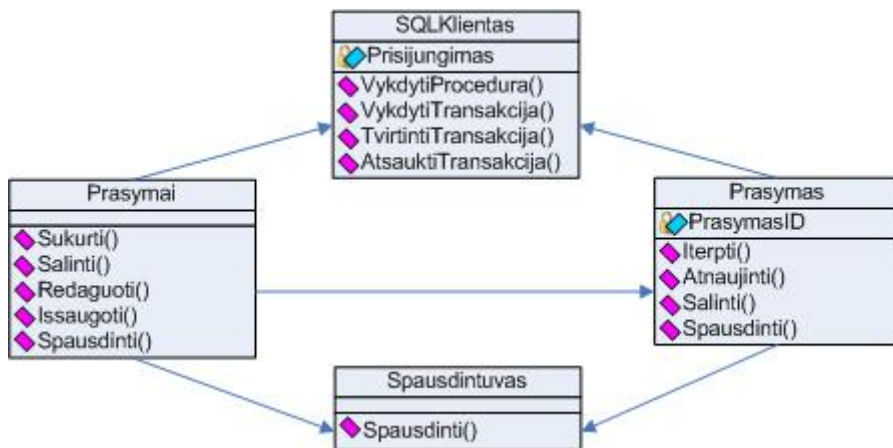 SQLKlientas
Prisijungimas
VykdytiProcedura()
VykdytiTransakcija()
TvirtintiTransakcija()
AtsauktiTransakcija()
Prasymai
Sukurti()
Salinti()
Redaguoti()
Issaugoti()
Spausdinti()
Prasymas
PrasymasID
Iterpti()
Atnaujinti()
Salinti()
Spausdinti()
Spausdintuvas
Spausdinti()